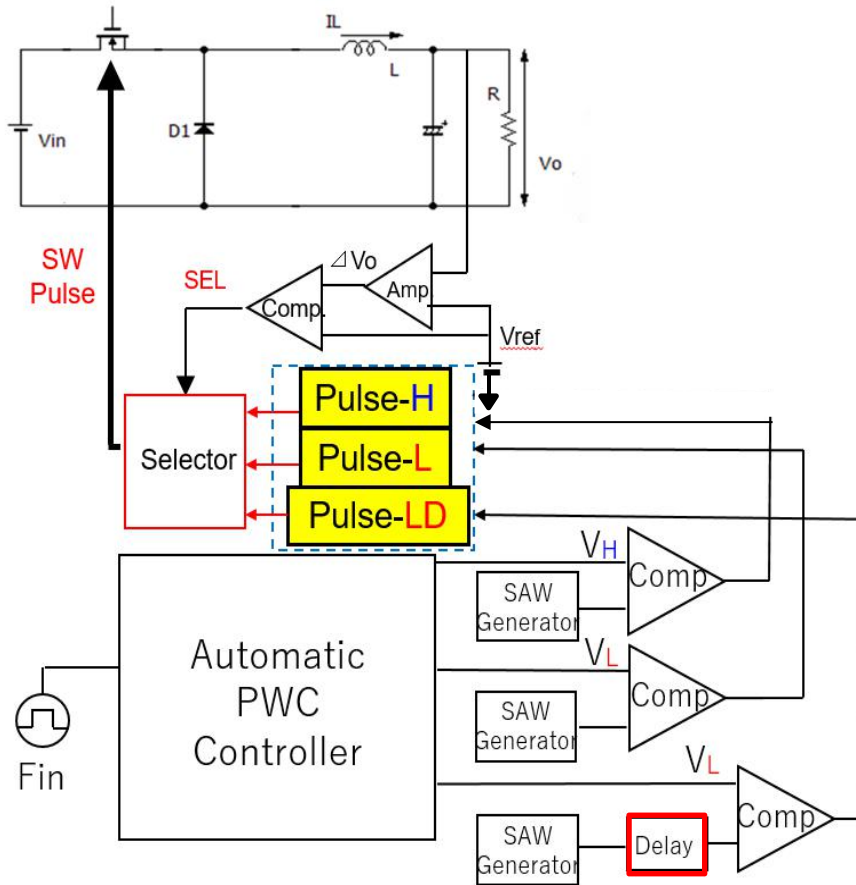 IL
L
R
Vin
D1
Vo
SW
Pulse
SEL
⊿Vo
Amp
Comp.
Vref
Pulse-H
Pulse-L
Pulse-LD
Selector
VH
Comp
SAW
Generator
Automatic
PWC
Controller
VL
Comp
SAW
Generator
Fin
VL
Comp
SAW
Generator
Delay